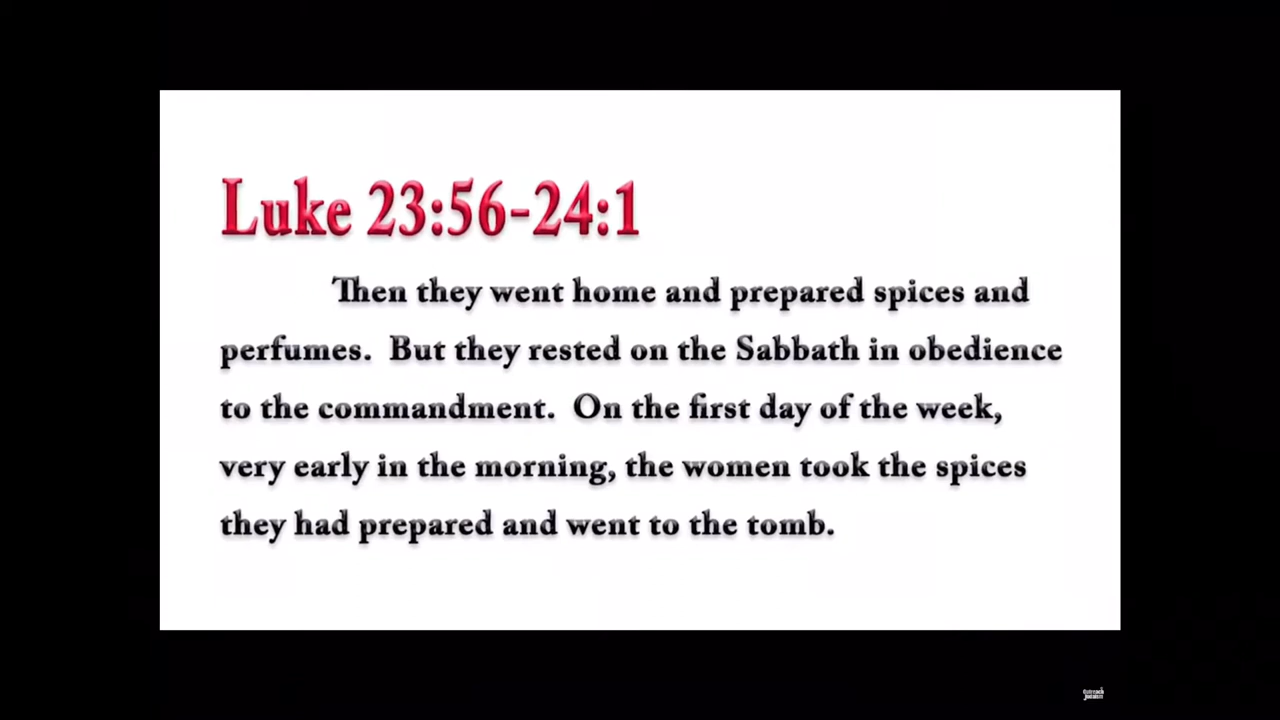 Luke 23:56-24:1
Then they went home and prepared spices and
perfumes. But they rested on the Sabbath in obedience
to the commandment. On the first day of the week,
very early in the morning, the women took the spices
they had prepared and went to the tomb.
Outreach
Judaism